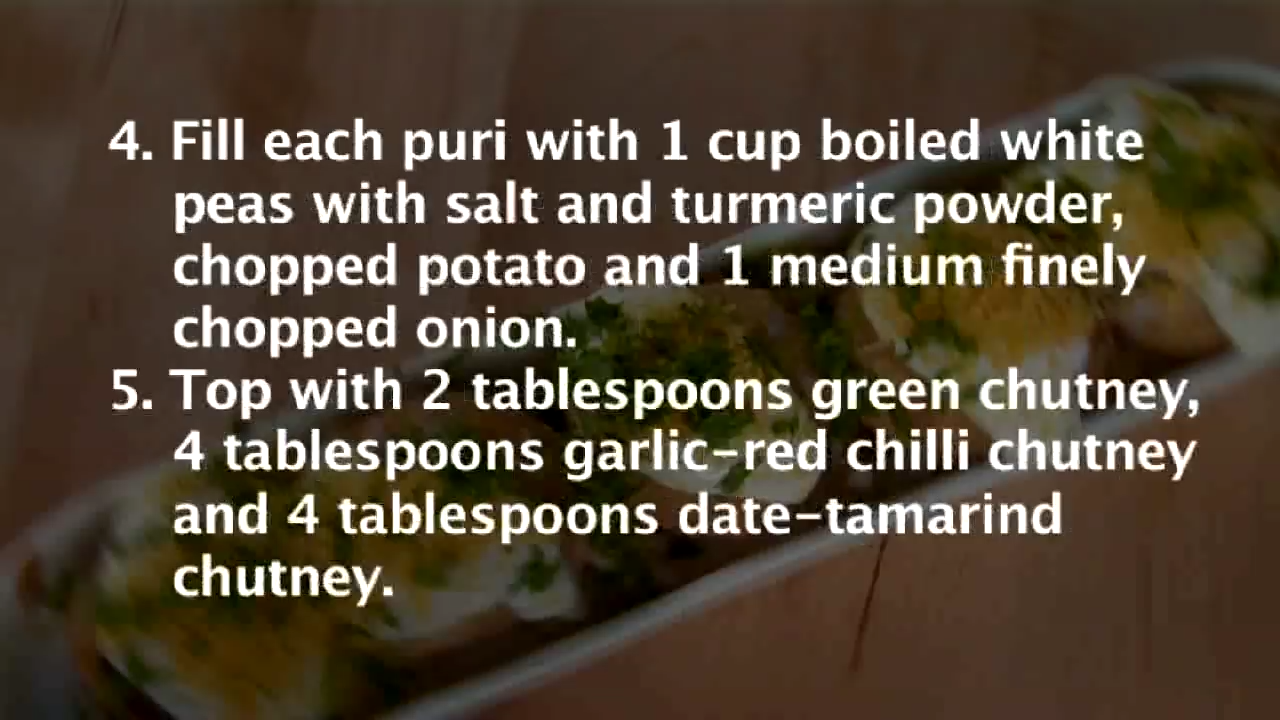 4. Fill each puri with 1 cup boiled white
peas with salt and turmeric powder,
chopped potato and 1 medium finely
chopped onion.
5. Top with 2 tablespoons green chutney,
4 tablespoons garlic-red chilli chutney
and 4 tablespoons date-tamarind
chutney.